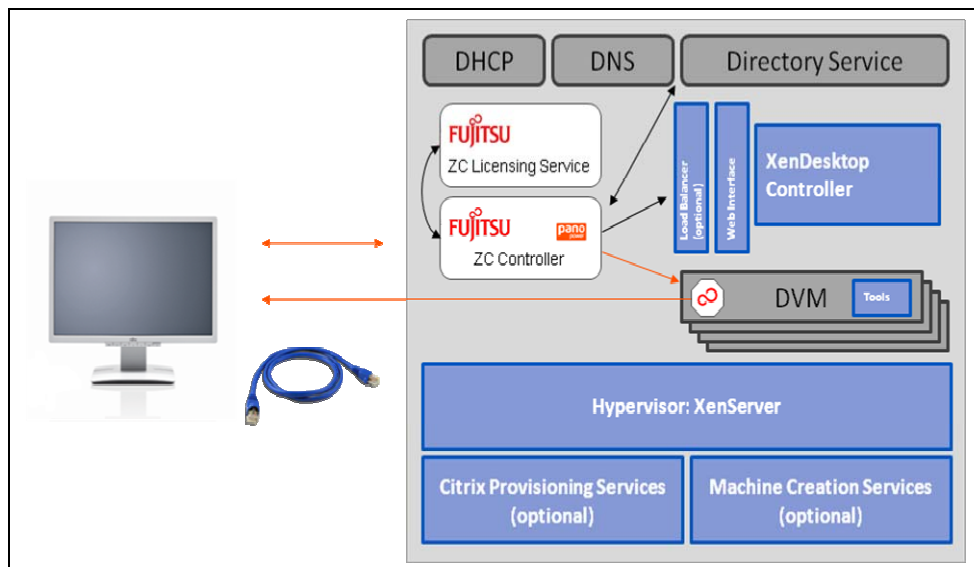 DHCP
DNS
Directory Service
FUJITSU
ZC Licensing Service
FUJITSU
pano
ZC Controller
Load Balancer
(optional)
Web Interface
XenDesktop
Controller
DVM
Tools
Hypervisor: XenServer
Citrix Provisioning Services
(optional)
Machine Creation Services
(optional)